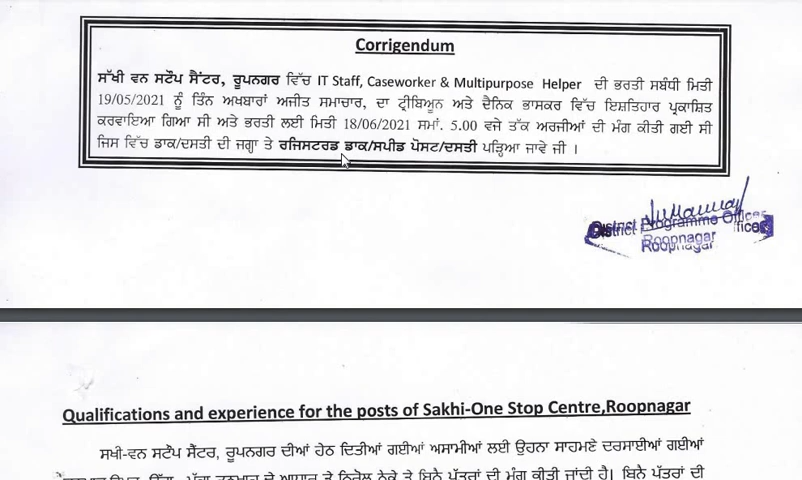 Corrigendum
ਸੱਖੀ ਵਨ ਸਟੌਪ ਸੈਂਟਰ, ਰੂਪਨਗਰ ਵਿੱਚ IT Staff, Caseworker & Multipurpose Helper ਦੀ ਭਰਤੀ ਸਬੰਧੀ ਮਿਤੀ
19/05/2021 ਨੂੰ ਤਿੰਨ ਅਖਬਾਰਾਂ ਅਜੀਤ ਸਮਾਚਾਰ, ਦਾ ਟ੍ਰੀਬਿਊਨ ਅਤੇ ਦੈਨਿਕ ਭਾਸਕਰ ਵਿੱਚ ਇਸ਼ਤਿਹਾਰ ਪ੍ਰਕਾਸ਼ਿਤ
ਕਰਵਾਇਆ ਗਿਆ ਸੀ ਅਤੇ ਭਰਤੀ ਲਈ ਮਿਤੀ 18/06/2021 ਸਮਾਂ. 5.00 ਵਜੇ ਤੱਕ ਅਰਜੀਆਂ ਦੀ ਮੰਗ ਕੀਤੀ ਗਈ ਸੀ
ਜਿਸ ਵਿੱਚ ਡਾਕ/ਦਸਤੀ ਦੀ ਜਗ੍ਹਾ ਤੇ ਰਜਿਸਟਰਡ ਡਾਕ/ਸਪੀਡ ਪੋਸਟ/ਦਸਤੀ ਪੜ੍ਹਿਆ ਜਾਵੇ ਜੀ ।
District Programme Officer
Roopnagar
Qualifications and experience for the posts of Sakhi-One Stop Centre,Roopnagar
ਸਖੀ-ਵਨ ਸਟੌਪ ਸੈਂਟਰ, ਰੂਪਨਗਰ ਦੀਆਂ ਹੇਠ ਦਿਤੀਆਂ ਗਈਆਂ ਅਸਾਮੀਆਂ ਲਈ ਉਹਨਾ ਸਾਹਮਣੇ ਦਰਸਾਈਆਂ ਗਈਆਂ
ਦੇ ਆਧਾਰ ਤੇ ਨਿਰੋਲ ਠੇਕੇ ਤੇ ਬਿਨੈ ਪੱਤਰਾਂ ਦੀ ਮੰਗ ਕੀਤੀ ਜਾਂਦੀ ਹੈ। ਬਿਨੈ ਪੱਤਰਾਂ ਦੀ